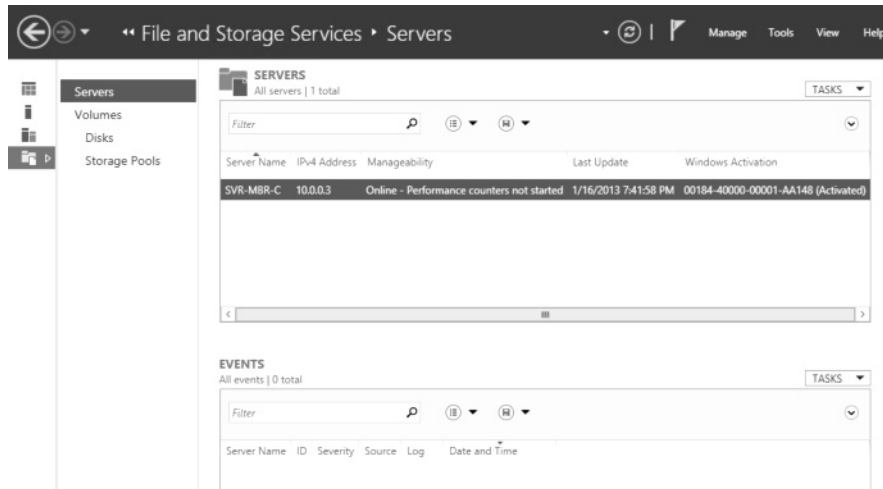 ◂◂ File and Storage Services ▸ Servers
Manage Tools View Help
Servers
Volumes
Disks
Storage Pools
SERVERS
All servers | 1 total
TASKS
Filter
Server Name IPv4 Address Manageability Last Update Windows Activation
SVR-MBR-C 10.0.0.3 Online - Performance counters not started 1/16/2013 7:41:58 PM 00184-40000-00001-AA148 (Activated)
EVENTS
All events | 0 total
TASKS
Filter
Server Name ID Severity Source Log Date and Time